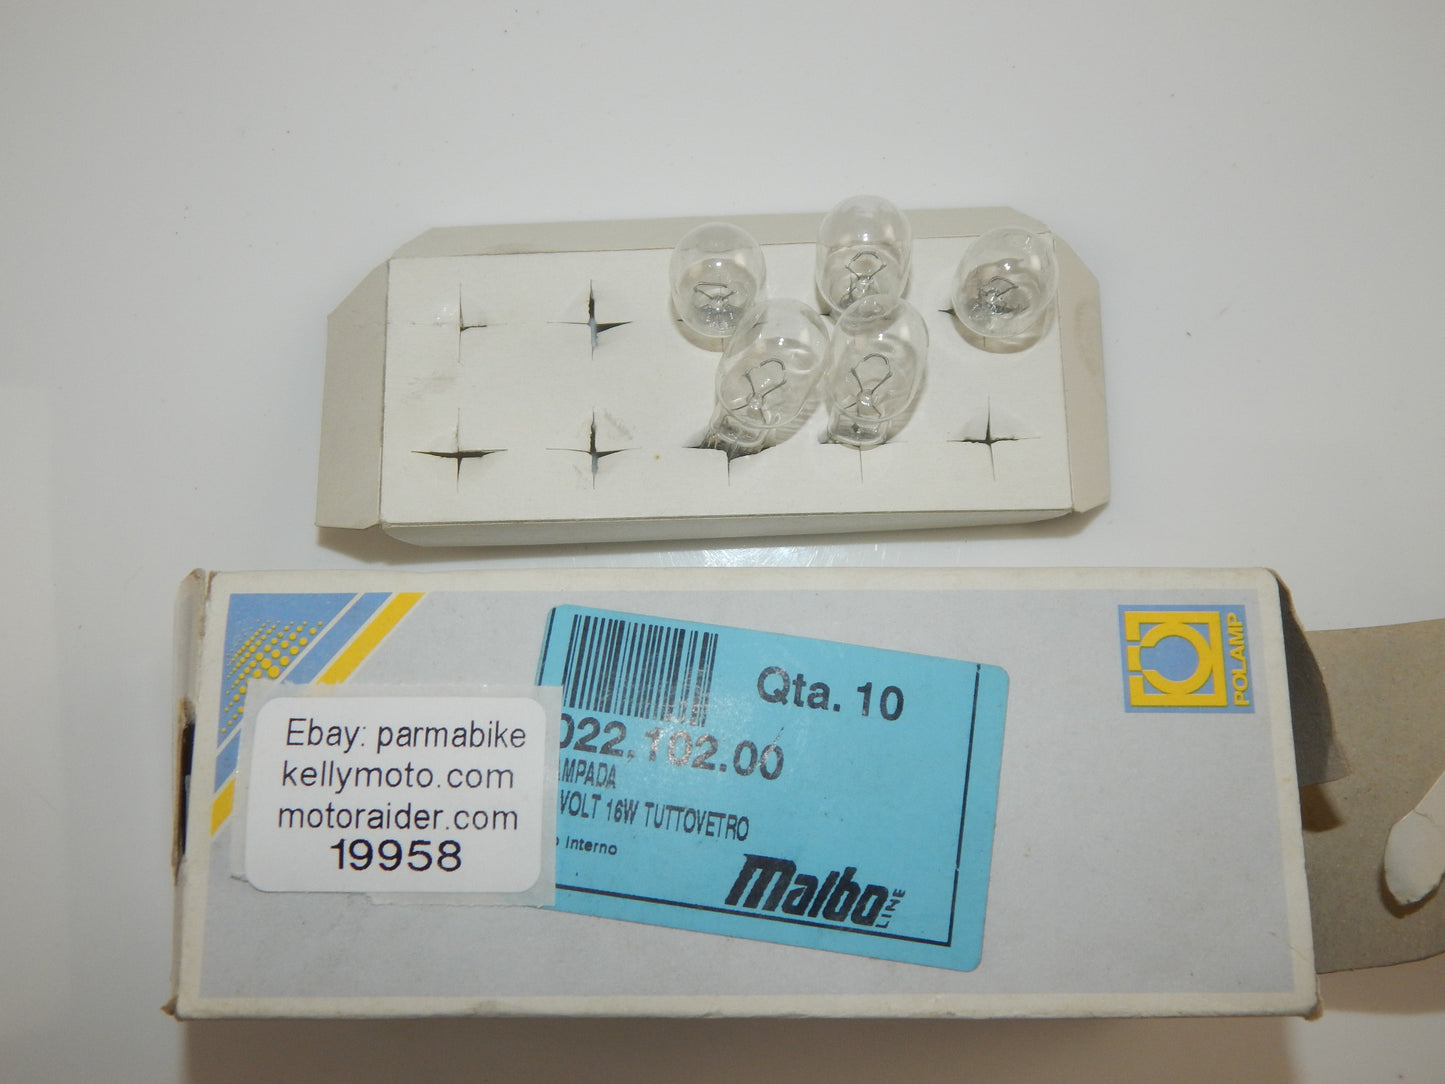 Qta. 10
022.102.00
MPADA
VOLT 16W TUTTOVETRO
Interno
Malbo
LINE
POLAMP
Ebay: parmabike
kellymoto.com
motoraider.com
19958